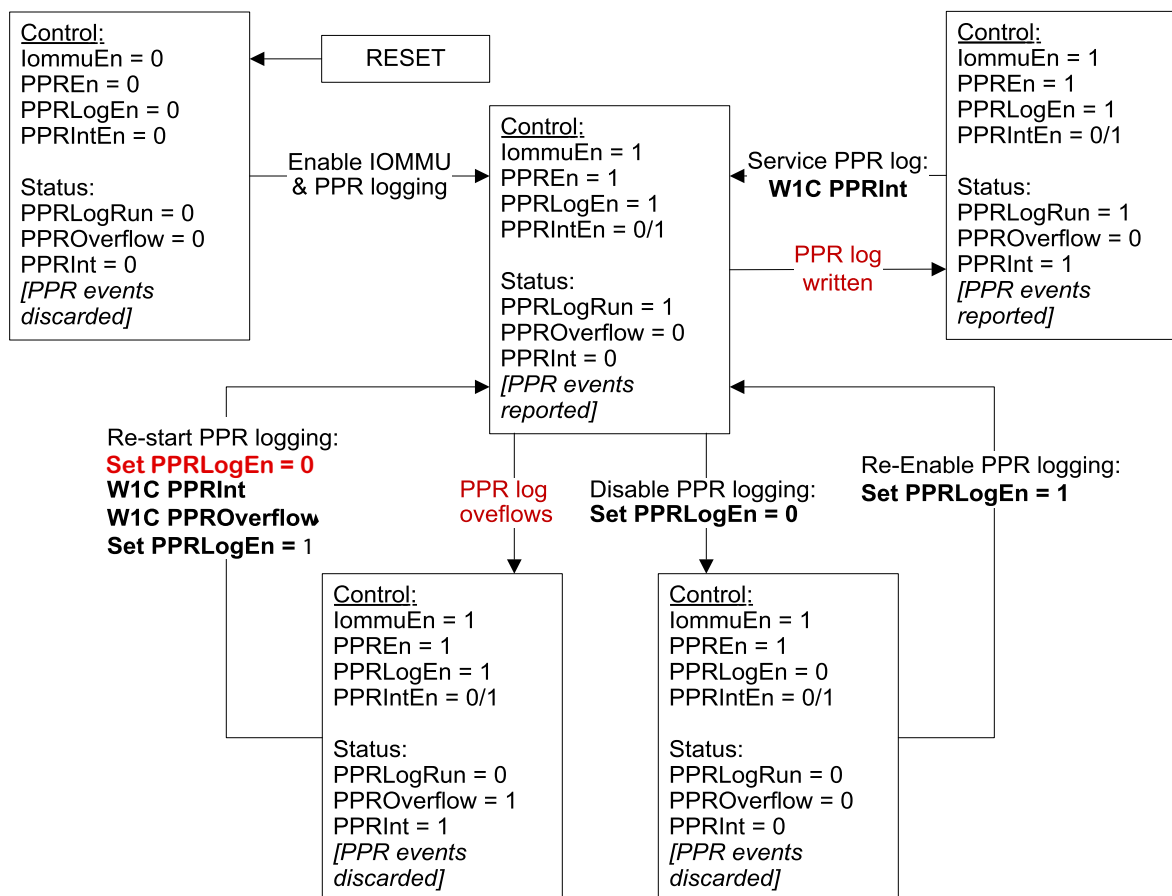 Control:
IommuEn = 0
PPREn = 0
PPRLogEn = 0
PPRIntEn = 0
Status:
PPRLogRun = 0
PPROverflow = 0
PPRInt = 0
[PPR events
discarded]
RESET
Enable IOMMU
& PPR logging
Control:
IommuEn = 1
PPREn = 1
PPRLogEn = 1
PPRIntEn = 0/1
Status:
PPRLogRun = 1
PPROverflow = 0
PPRInt = 0
[PPR events
reported]
Service PPR log:
W1C PPRInt
PPR log
written
Control:
IommuEn = 1
PPREn = 1
PPRLogEn = 1
PPRIntEn = 0/1
Status:
PPRLogRun = 1
PPROverflow = 0
PPRInt = 1
[PPR events
reported]
Re-start PPR logging:
Set PPRLogEn = 0
W1C PPRInt
W1C PPROverflow
Set PPRLogEn = 1
PPR log
oveflows
Disable PPR logging:
Set PPRLogEn = 0
Re-Enable PPR logging:
Set PPRLogEn = 1
Control:
IommuEn = 1
PPREn = 1
PPRLogEn = 1
PPRIntEn = 0/1
Status:
PPRLogRun = 0
PPROverflow = 1
PPRInt = 1
[PPR events
discarded]
Control:
IommuEn = 1
PPREn = 1
PPRLogEn = 0
PPRIntEn = 0/1
Status:
PPRLogRun = 0
PPROverflow = 0
PPRInt = 0
[PPR events
discarded]